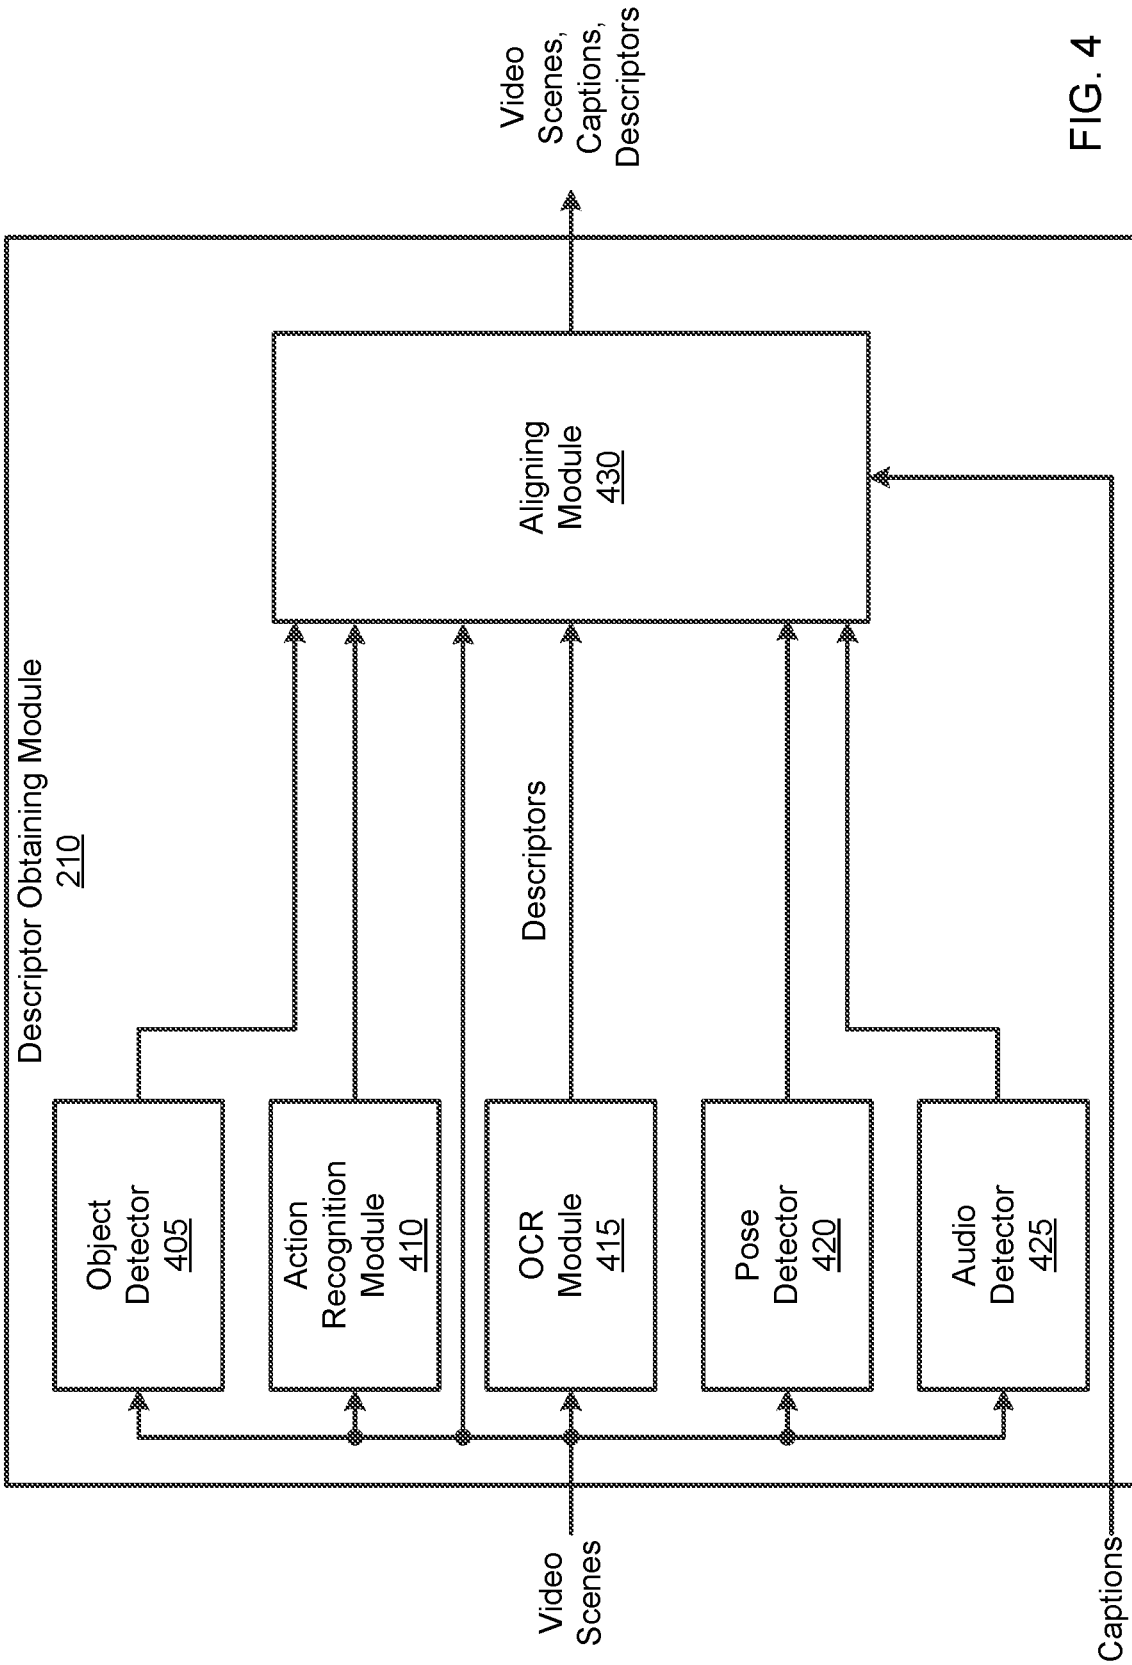 Descriptor Obtaining Module
210
Object
Detector
405
Action
Recognition
Module
410
OCR
Module
415
Pose
Detector
420
Audio
Detector
425
Video
Scenes
Captions
Descriptors
Aligning
Module
430
Video
Scenes,
Captions,
Descriptors
FIG. 4